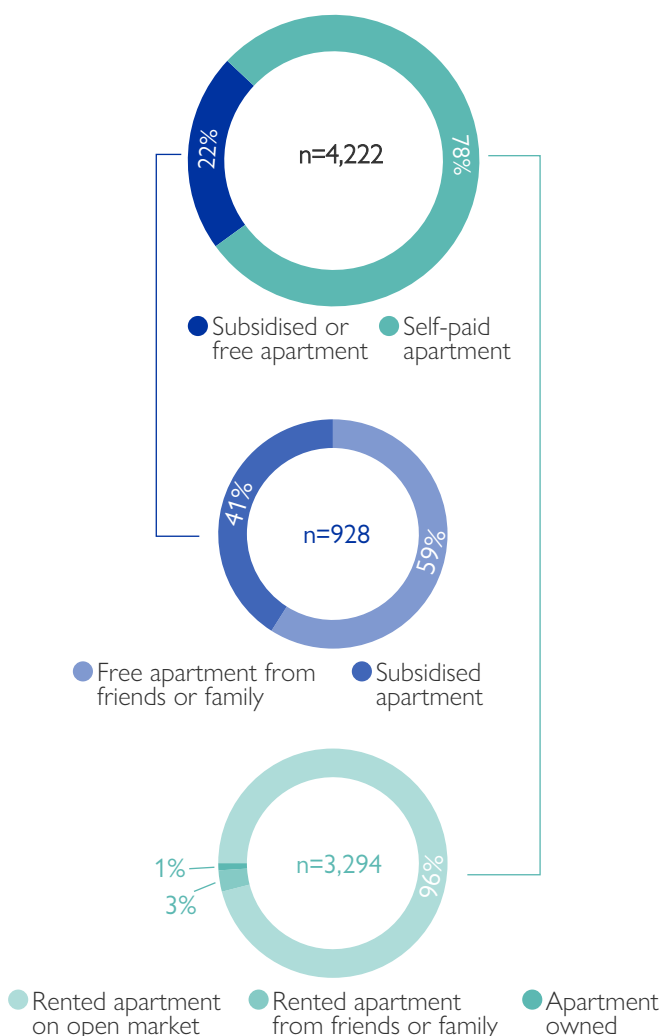 22%
n=4,222
78%
Subsidised or
free apartment
Self-paid
apartment
41%
n=928
59%
Free apartment from
friends or family
Subsidised
apartment
1%
3%
n=3,294
96%
Rented apartment
on open market
Rented apartment
from friends or family
Apartment
owned